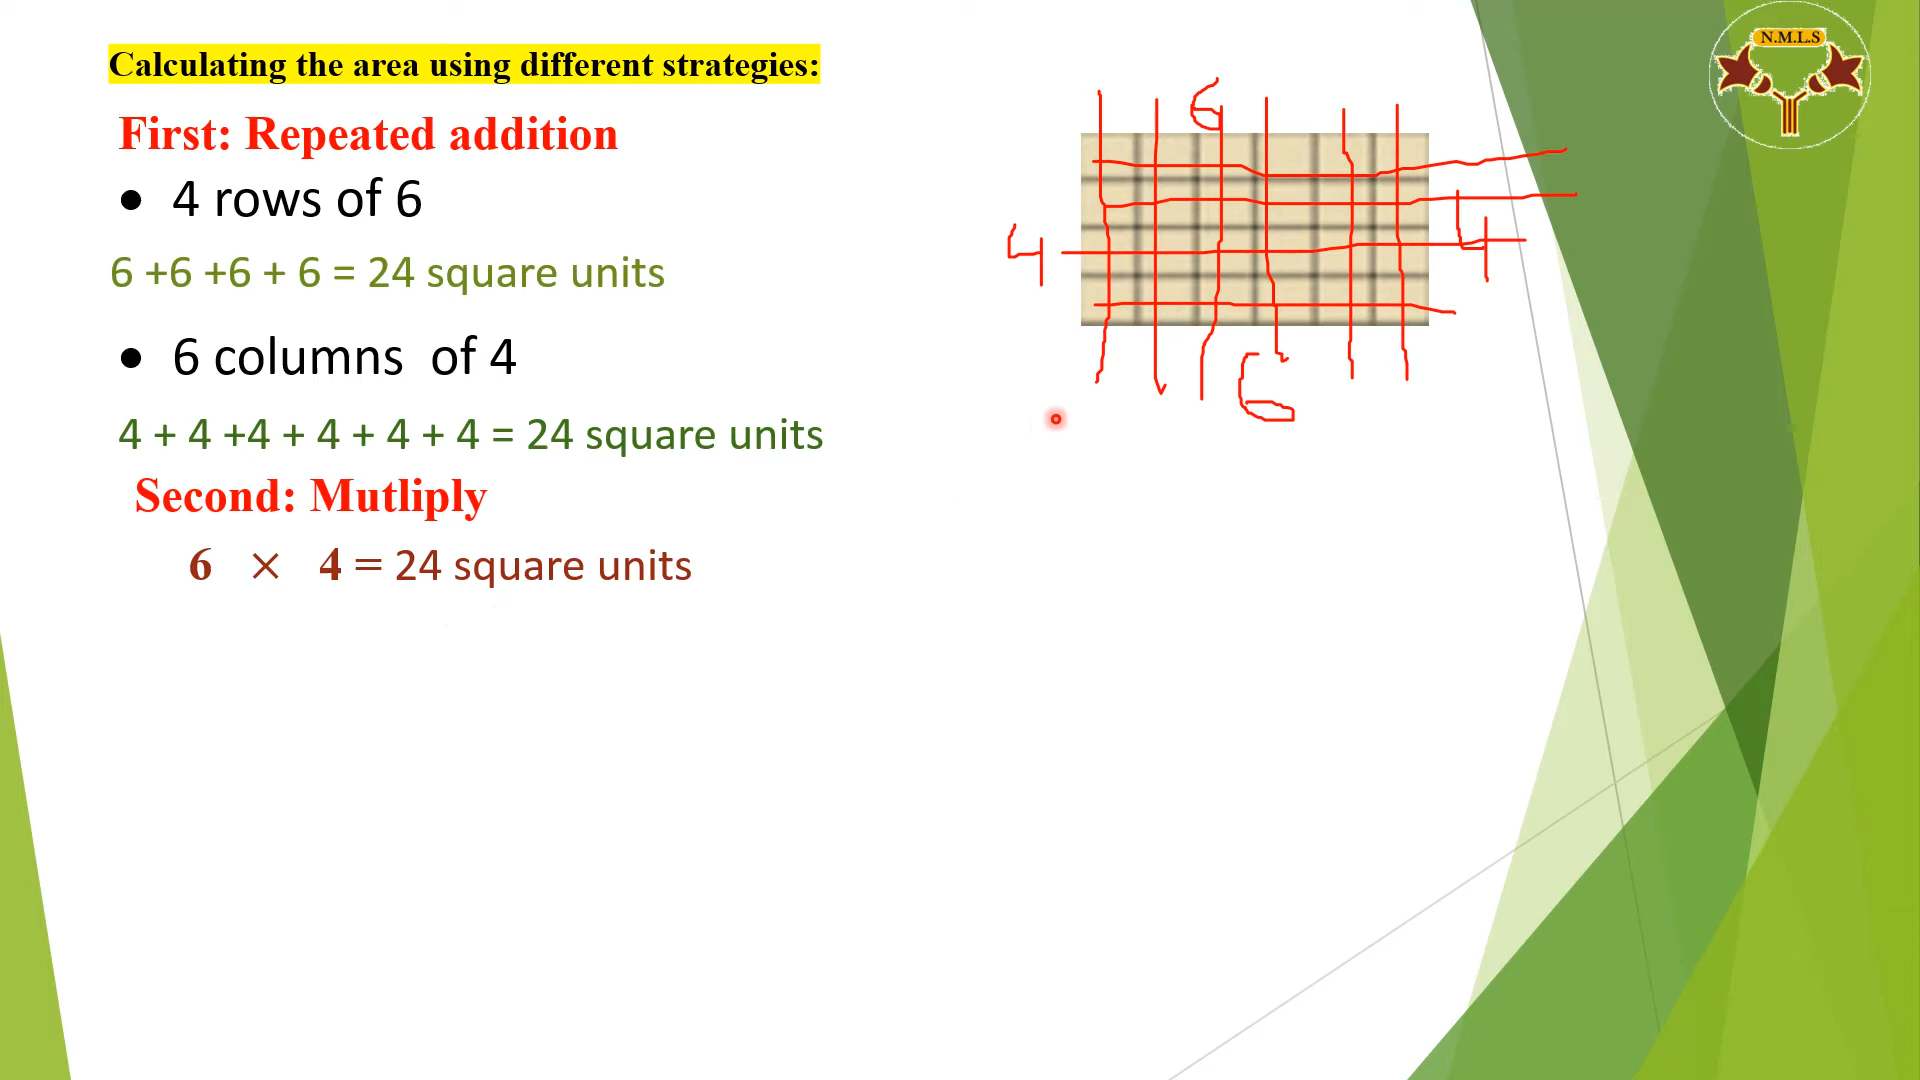 Calculating the area using different strategies:
First: Repeated addition
• 4 rows of 6
6 +6 +6 + 6 = 24 square units
• 6 columns of 4
4 + 4 +4 + 4 + 4 + 4 = 24 square units
Second: Mutliply
6 × 4 = 24 square units
6
4
4
6
N.M.L.S